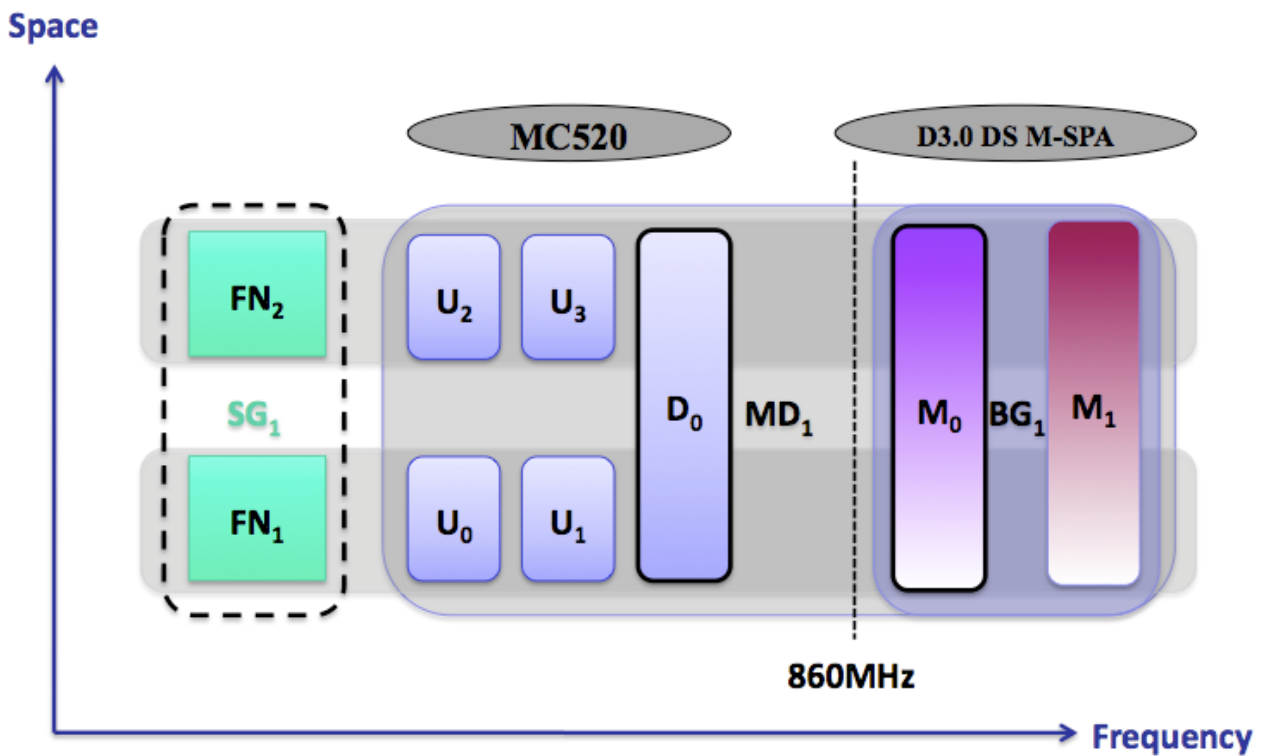 Space
MC520
D3.0 DS M-SPA
FN2
U2
U3
SG1
D0
MD1
M0
BG1
M1
FN1
U0
U1
860MHz
Frequency